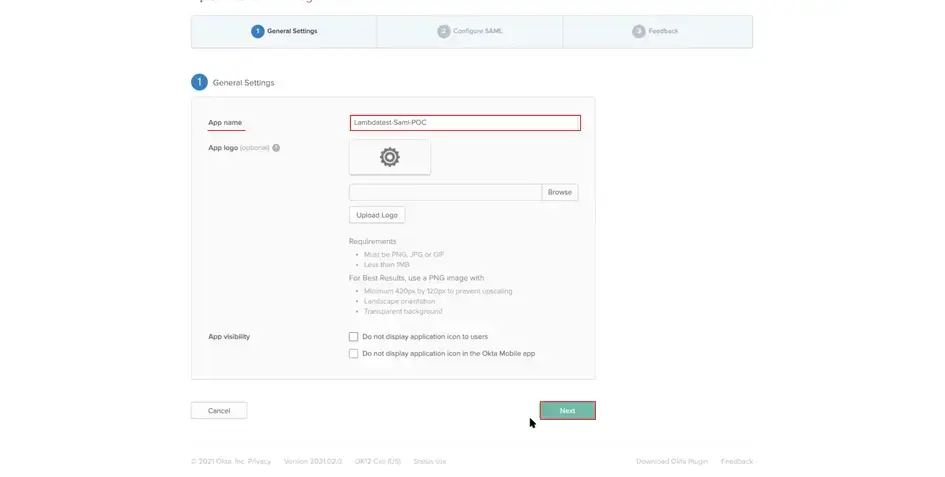 1 General Settings
2 Configure SAML
3 Feedback
1 General Settings
App name
Lambdatest-Saml-POC
App logo (optional) ?
Browse
Upload Logo
Requirements
• Must be PNG, JPG or GIF
• Less than 1MB
For Best Results, use a PNG image with
• Minimum 420px by 120px to prevent upscaling
• Landscape orientation
• Transparent background
App visibility
Do not display application icon to users
Do not display application icon in the Okta Mobile app
Cancel
Next
© 2021 Okta, Inc. Privacy Version 2021.02.0 OK12 (US) Status site Download Okta Plugin Feedback